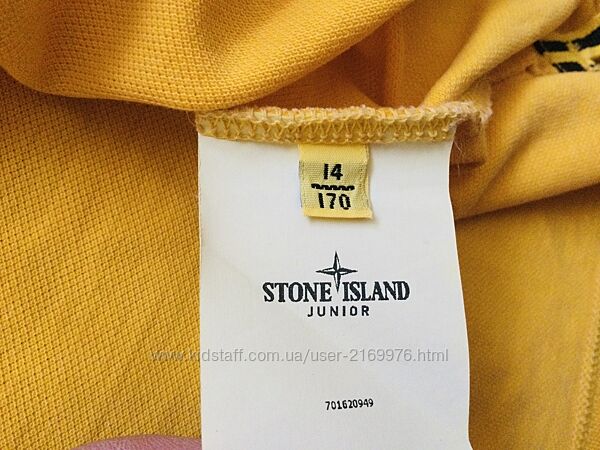 14
170
STONE ISLAND
JUNIOR
www.kidstaff.com.ua/user-2169976.html
701620949